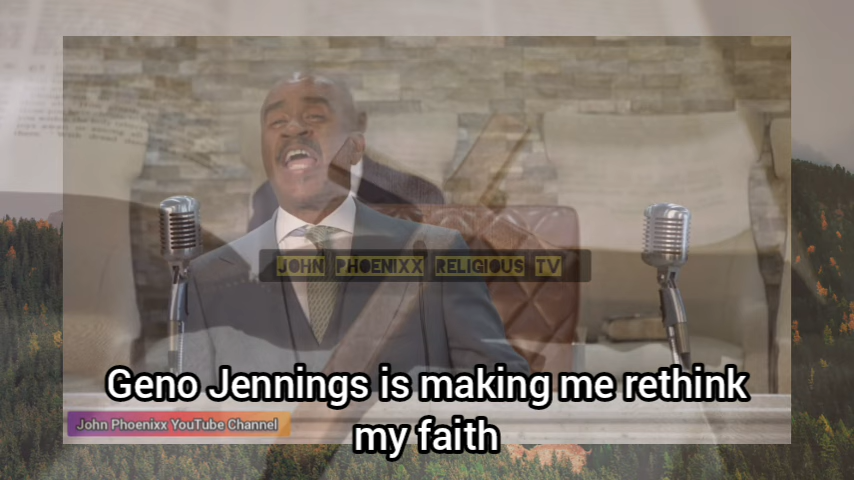 JOHN PHOENIXX RELIGIOUS TV
Geno Jennings is making me rethink
John Phoenixx YouTube Channel
my faith